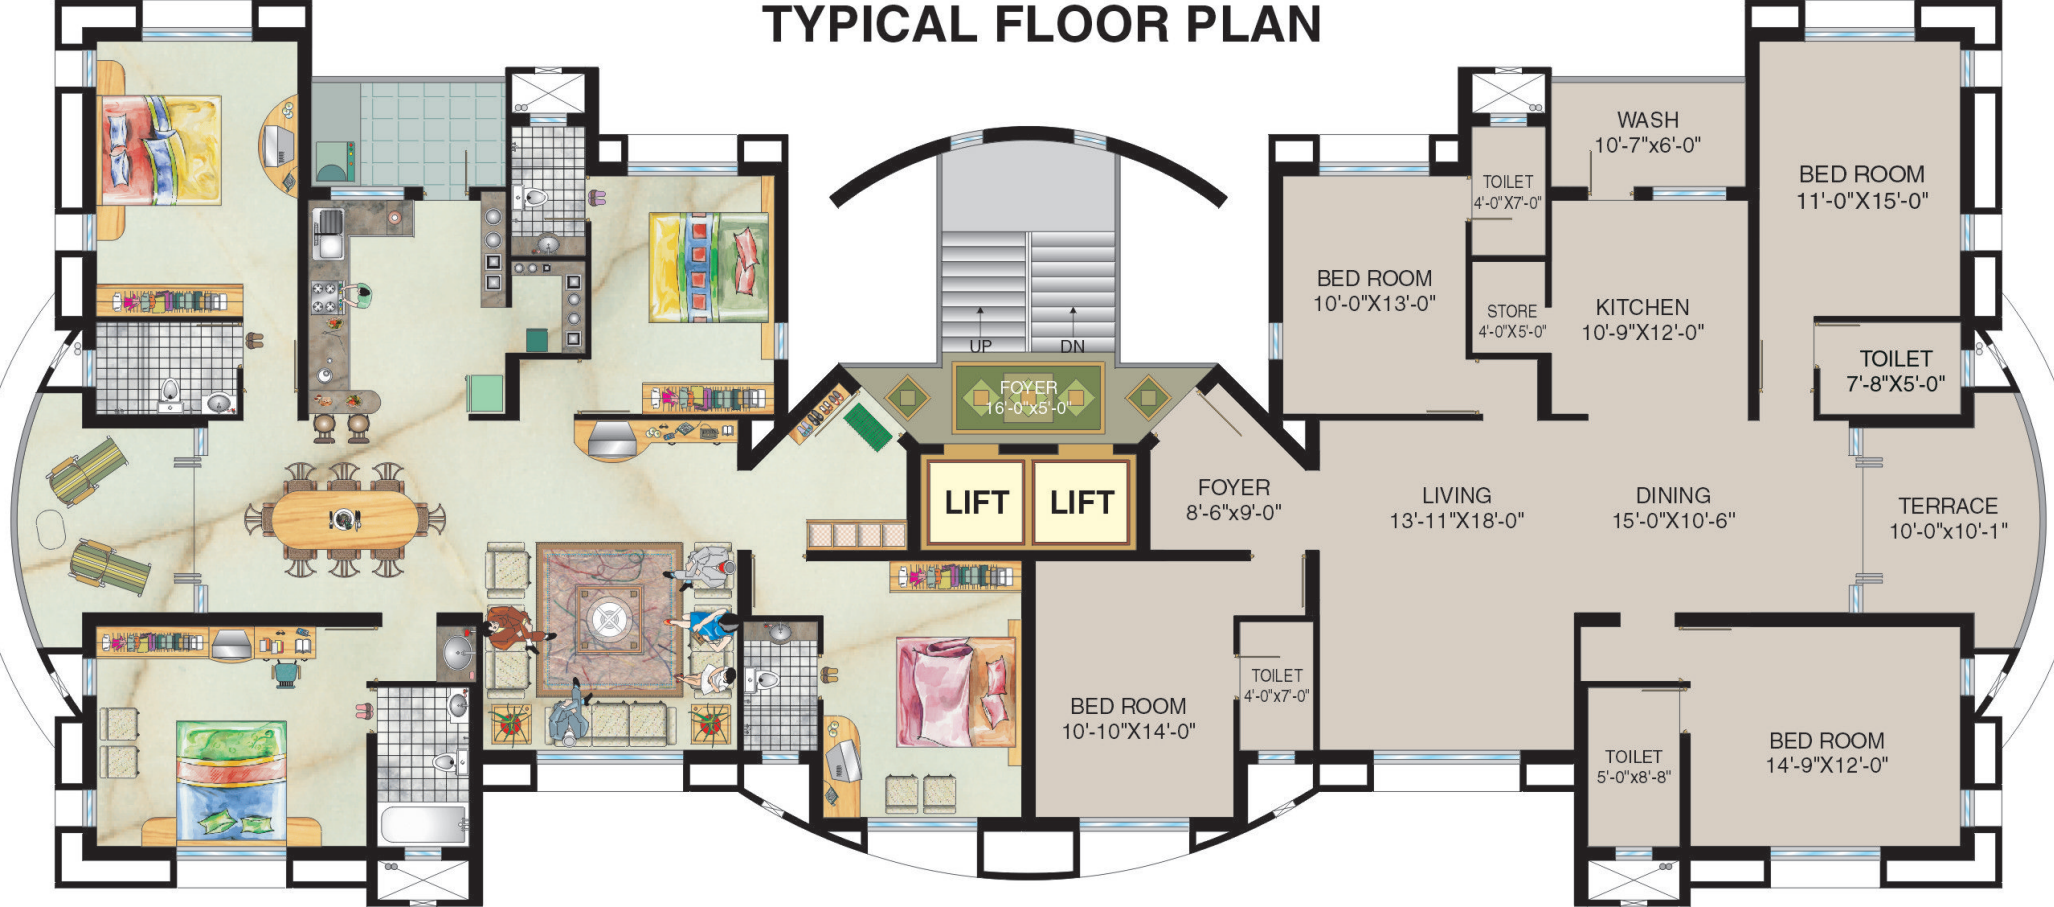 TYPICAL FLOOR PLAN
UP
DN
FOYER
16'-0"x5'-0"
LIFT
LIFT
WASH
10'-7"x6'-0"
BED ROOM
11'-0"X15'-0"
TOILET
4'-0"X7'-0"
BED ROOM
10'-0"X13'-0"
STORE
4'-0"X5'-0"
KITCHEN
10'-9"X12'-0"
TOILET
7'-8"X5'-0"
FOYER
8'-6"x9'-0"
LIVING
13'-11"X18'-0"
DINING
15'-0"X10'-6"
TERRACE
10'-0"x10'-1"
BED ROOM
10'-10"X14'-0"
TOILET
4'-0"x7'-0"
TOILET
5'-0"x8'-8"
BED ROOM
14'-9"X12'-0"